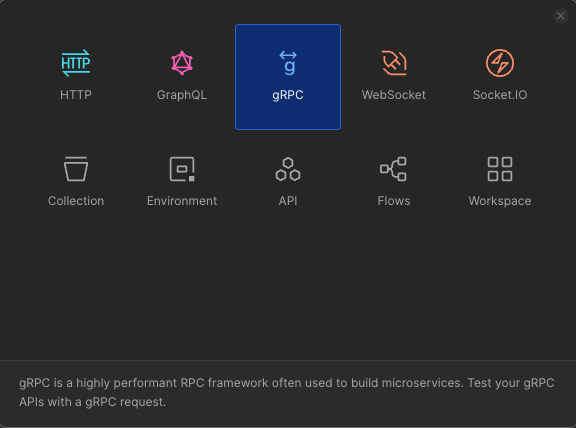 HTTP
HTTP
GraphQL
g
gRPC
WebSocket
Socket.IO
Collection
Environment
API
Flows
Workspace
gRPC is a highly performant RPC framework often used to build microservices. Test your gRPC
APIs with a gRPC request.